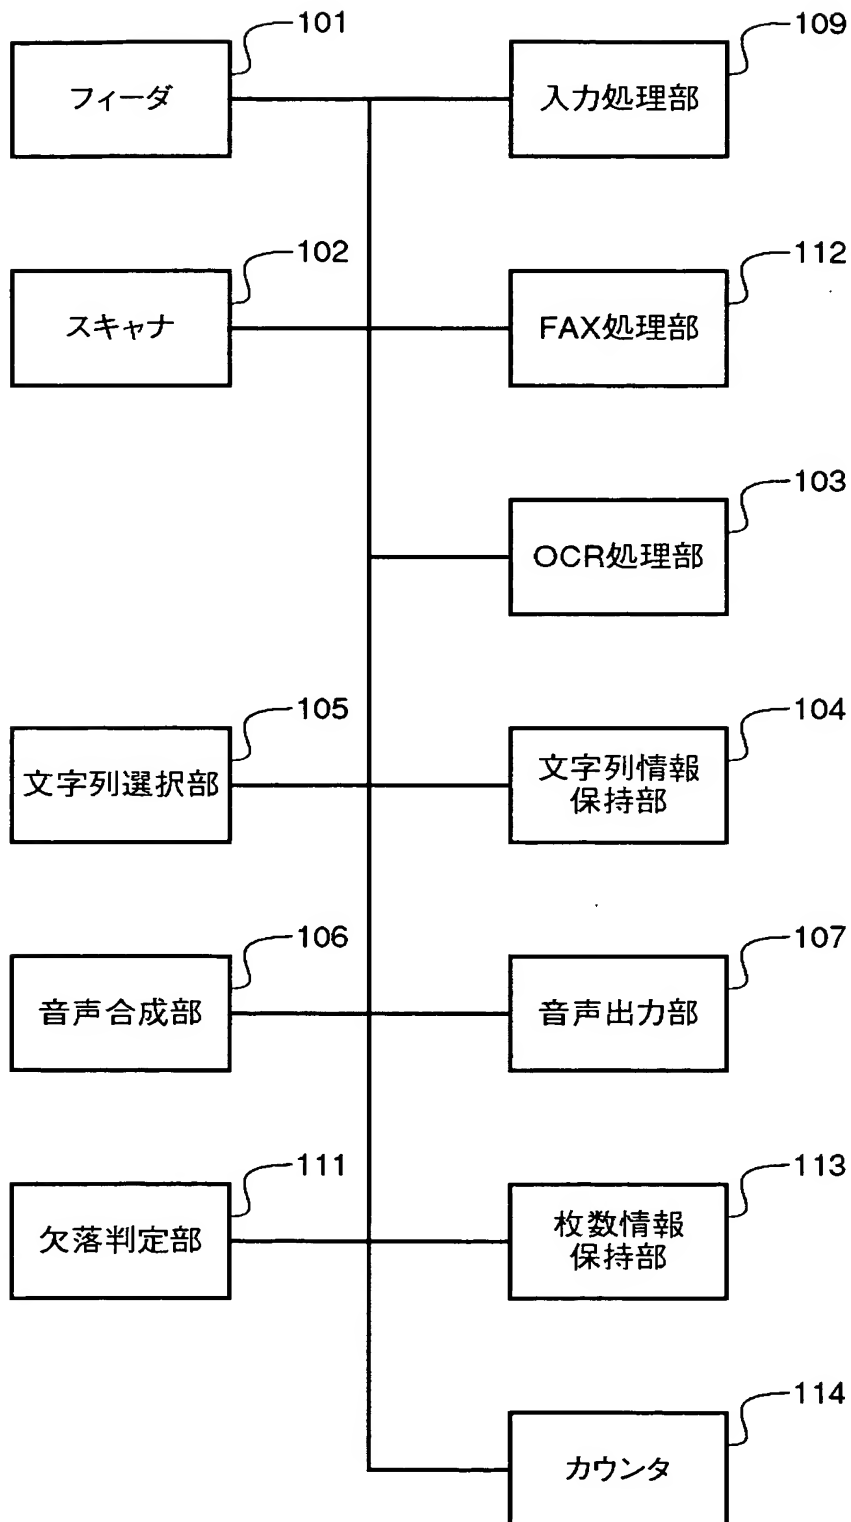 101
フィーダ
109
入力処理部
102
スキャナ
112
FAX処理部
103
OCR処理部
105
文字列選択部
104
文字列情報
保持部
106
音声合成部
107
音声出力部
111
欠落判定部
113
枚数情報
保持部
114
カウンタ